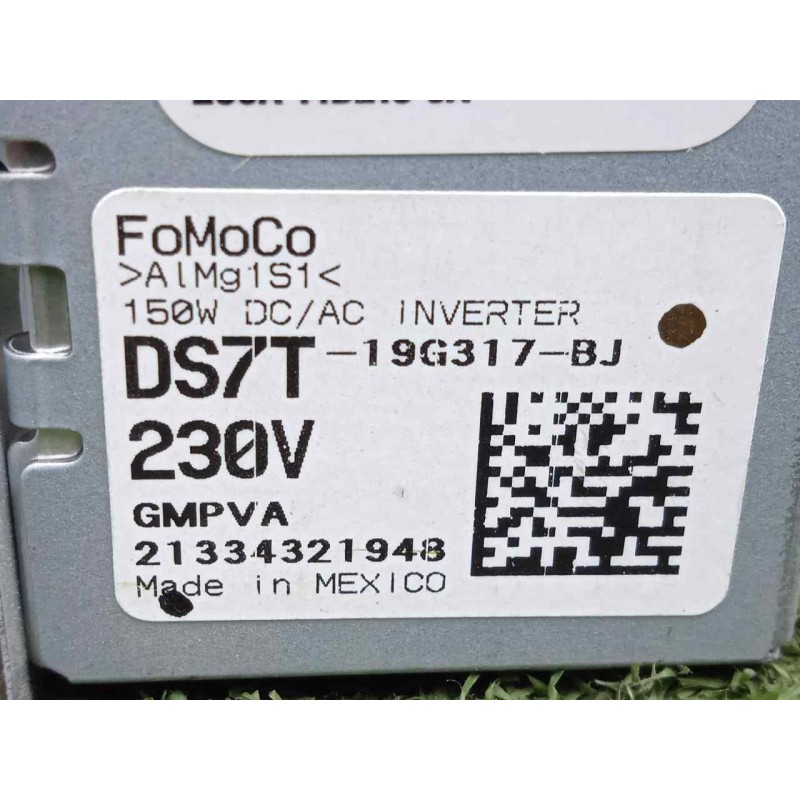 FoMoCo
>AlMg1S1<
150W DC/AC INVERTER
DS7T-19G317-BJ
230V
GMPVA
21334321948
Made in MEXICO